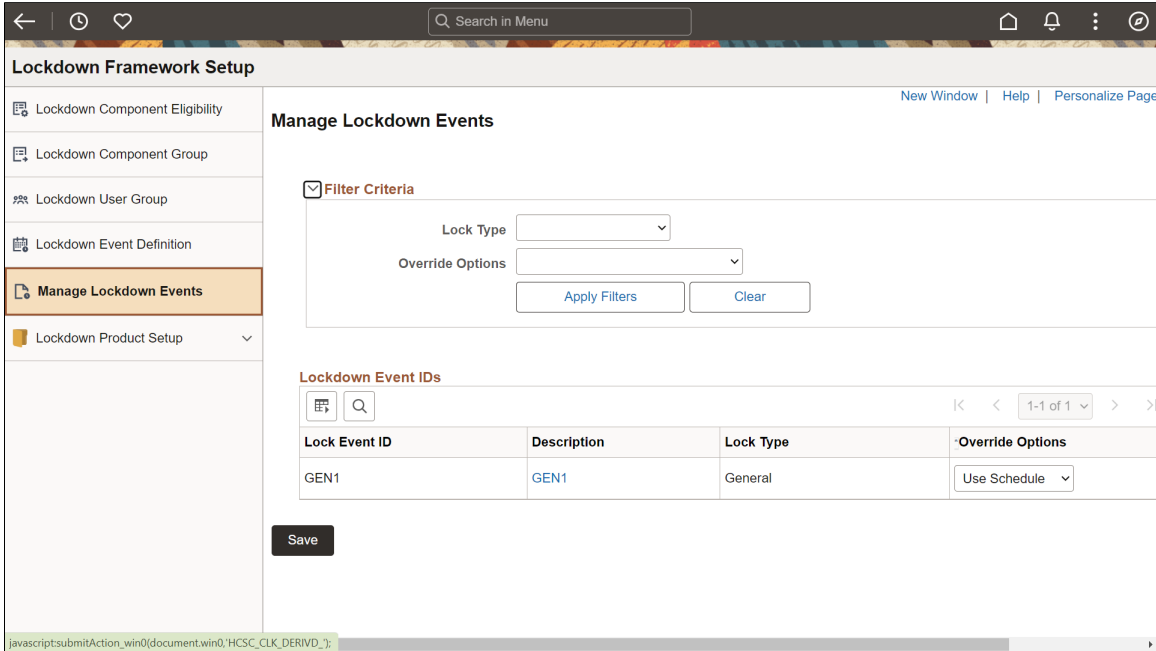 Search in Menu
Lockdown Framework Setup
Lockdown Component Eligibility
Lockdown Component Group
Lockdown User Group
Lockdown Event Definition
Manage Lockdown Events
Lockdown Product Setup
New Window | Help | Personalize Page
Manage Lockdown Events
Filter Criteria
Lock Type
Override Options
Apply Filters Clear
Lockdown Event IDs
1-1 of 1
Lock Event ID Description Lock Type *Override Options
GEN1 GEN1 General Use Schedule
Save
javascript:submitAction_win0(document.win0,'HCSC_CLK_DERIVD_');